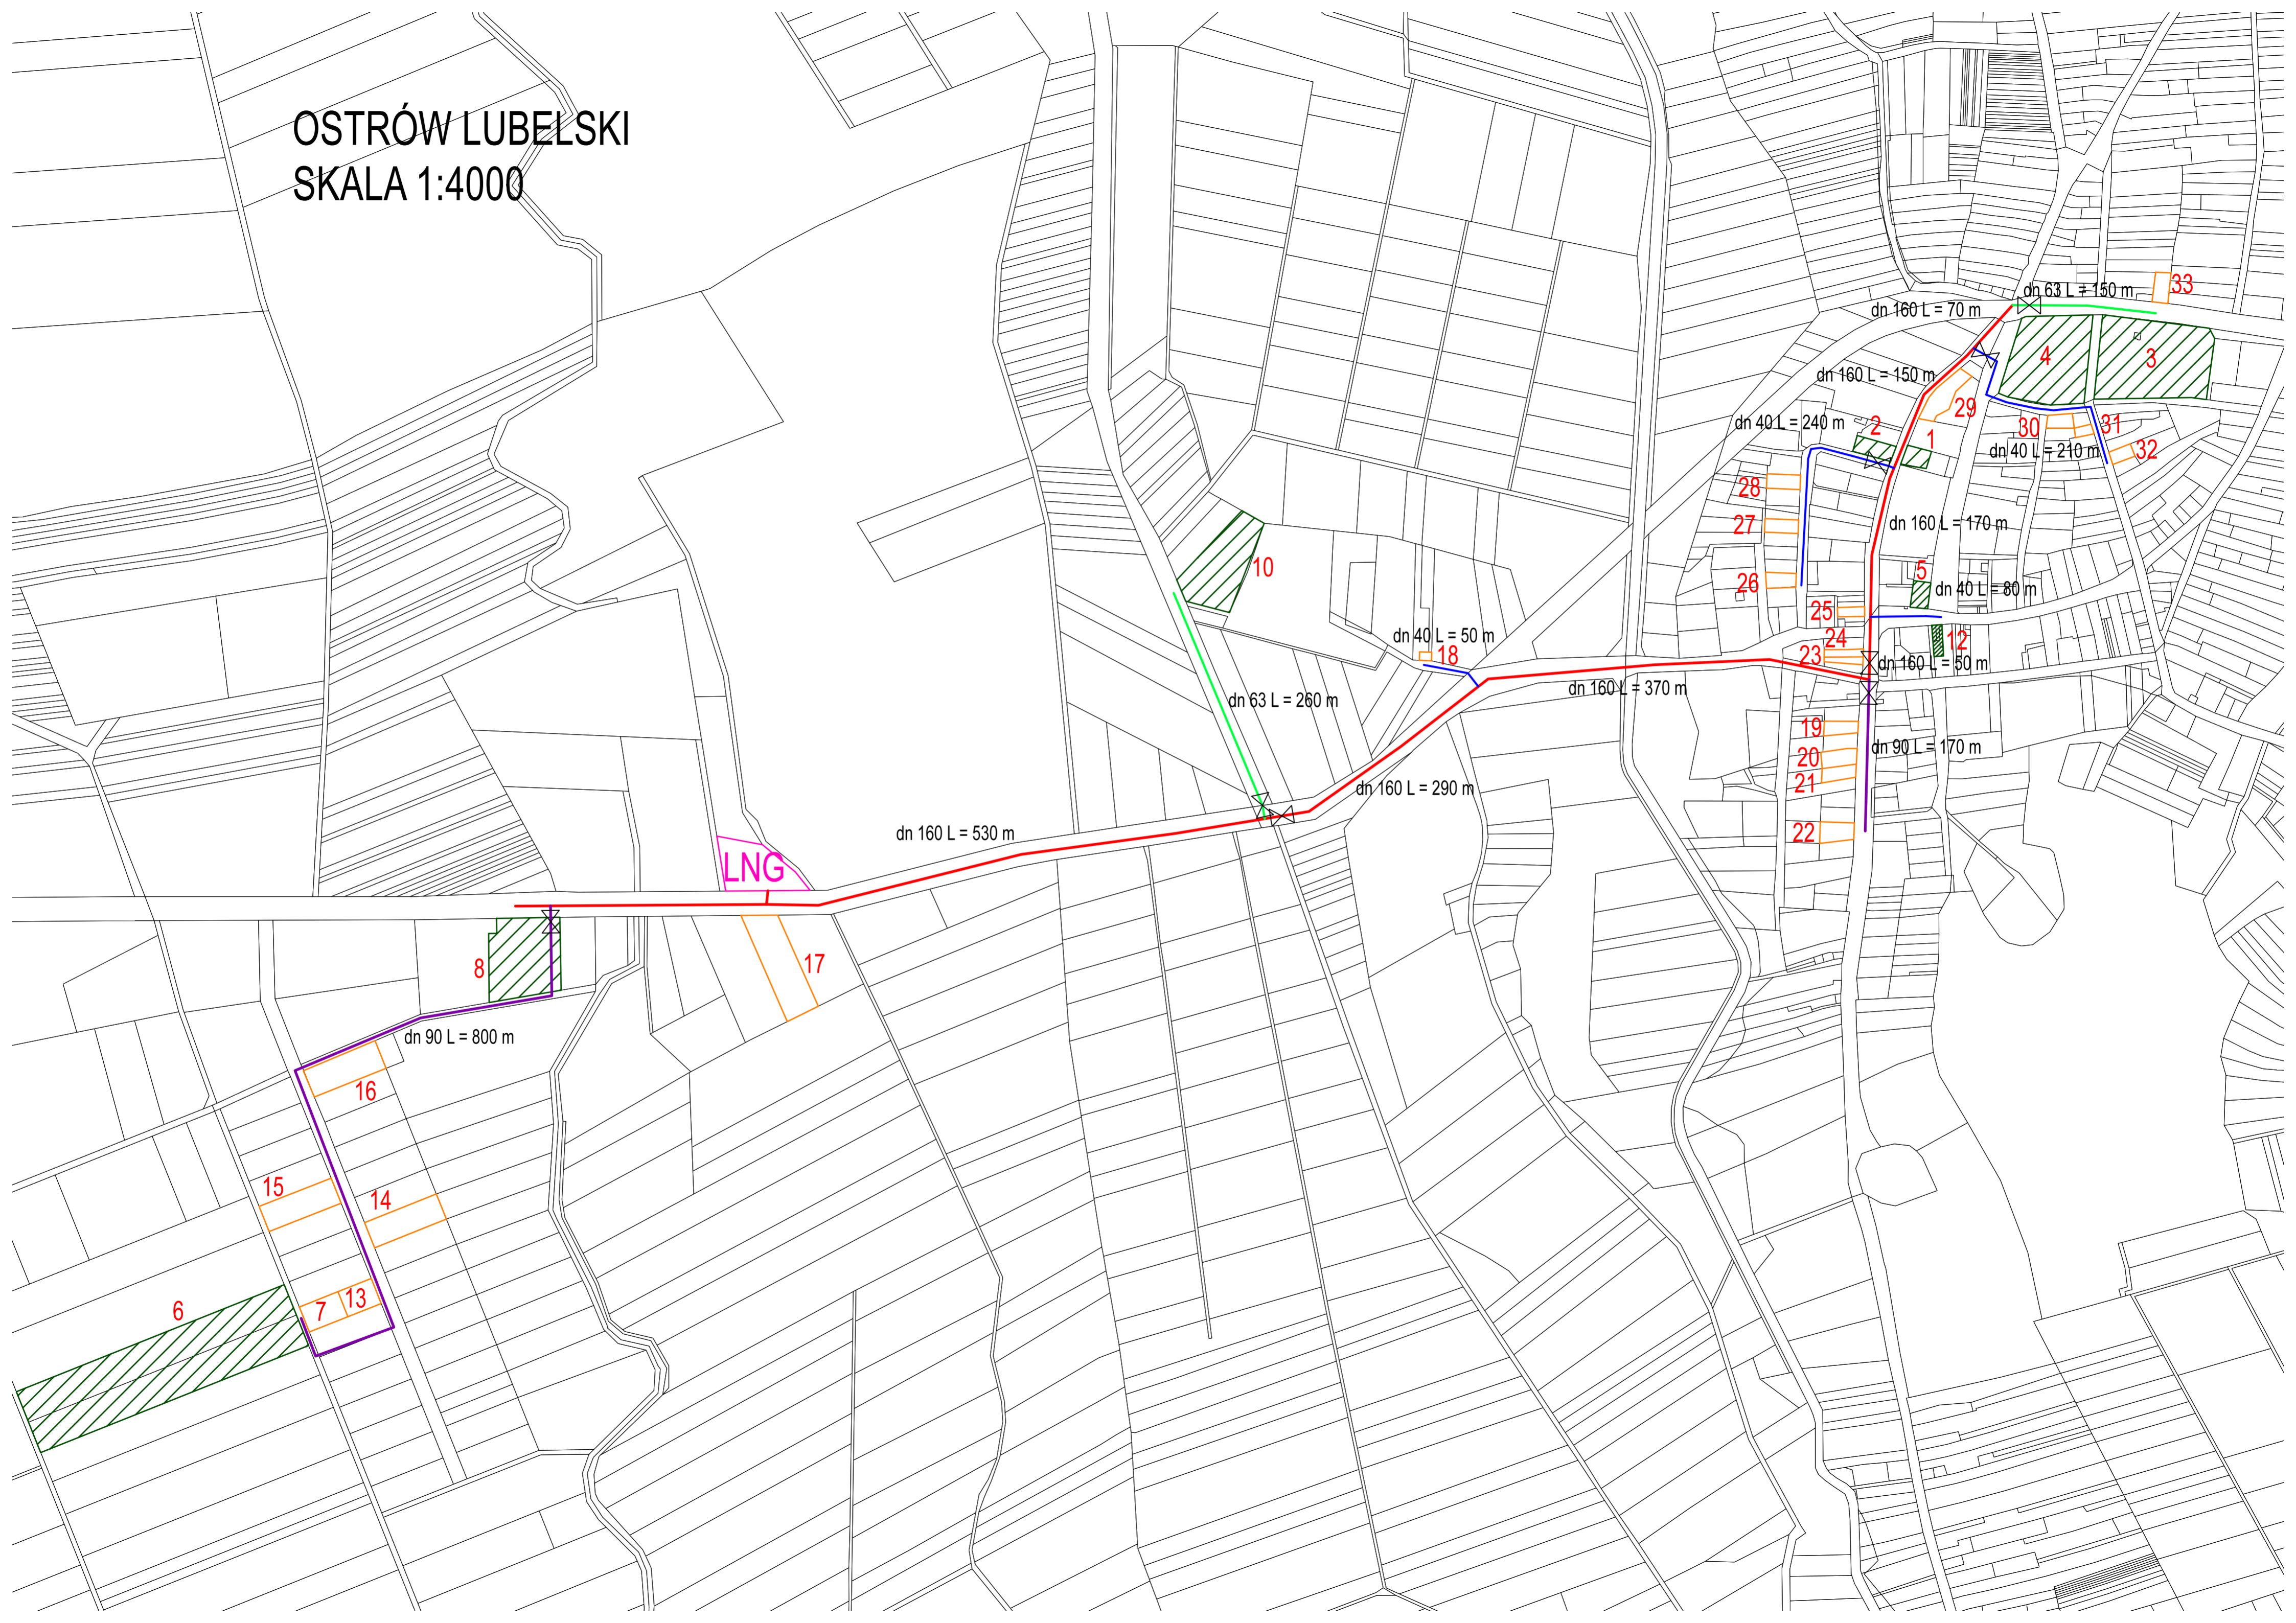 OSTRÓW LUBELSKI
SKALA 1:4000
33
dn 63 L = 150 m
dn 160 L = 70 m
4
3
dn 160 L = 150 m
29
2
dn 40 L = 240 m
1
30
31
dn 40 L = 210 m
32
28
27
dn 160 L = 170 m
10
5
26
dn 40 L = 80 m
25
dn 40 L = 50 m
24
12
18
23
dn 160 L = 50 m
dn 160 L = 370 m
dn 63 L = 260 m
19
dn 90 L = 170 m
20
21
dn 160 L = 290 m
22
dn 160 L = 530 m
LNG
17
8
dn 90 L = 800 m
16
15
14
13
7
6